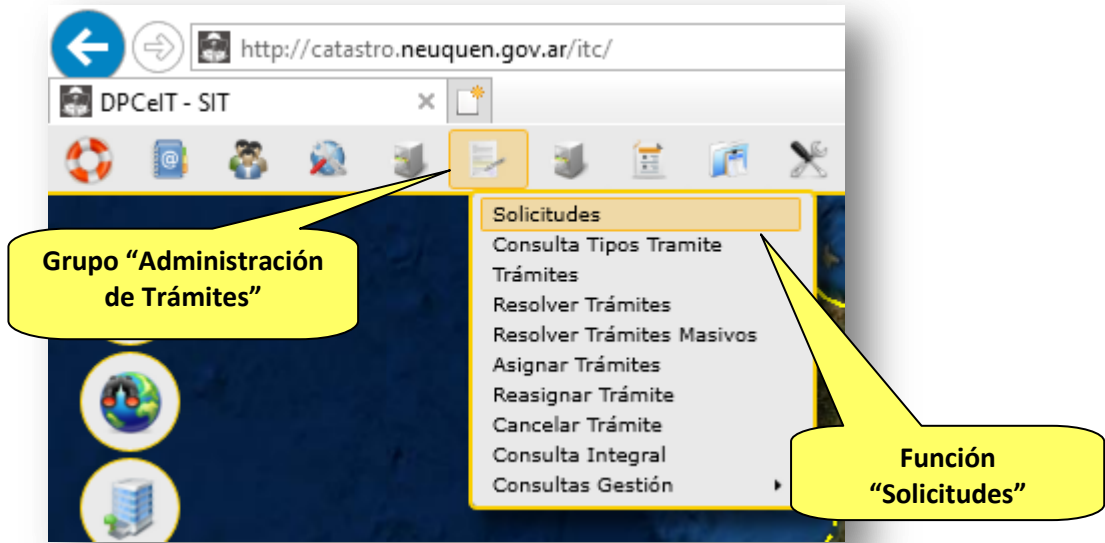 http://catastro.neuquen.gov.ar/itc/
DPCeIT - SIT
Grupo “Administración
de Trámites”
Solicitudes
Consulta Tipos Tramite
Trámites
Resolver Trámites
Resolver Trámites Masivos
Asignar Trámites
Reasignar Trámite
Cancelar Trámite
Consulta Integral
Consultas Gestión
Función
“Solicitudes”